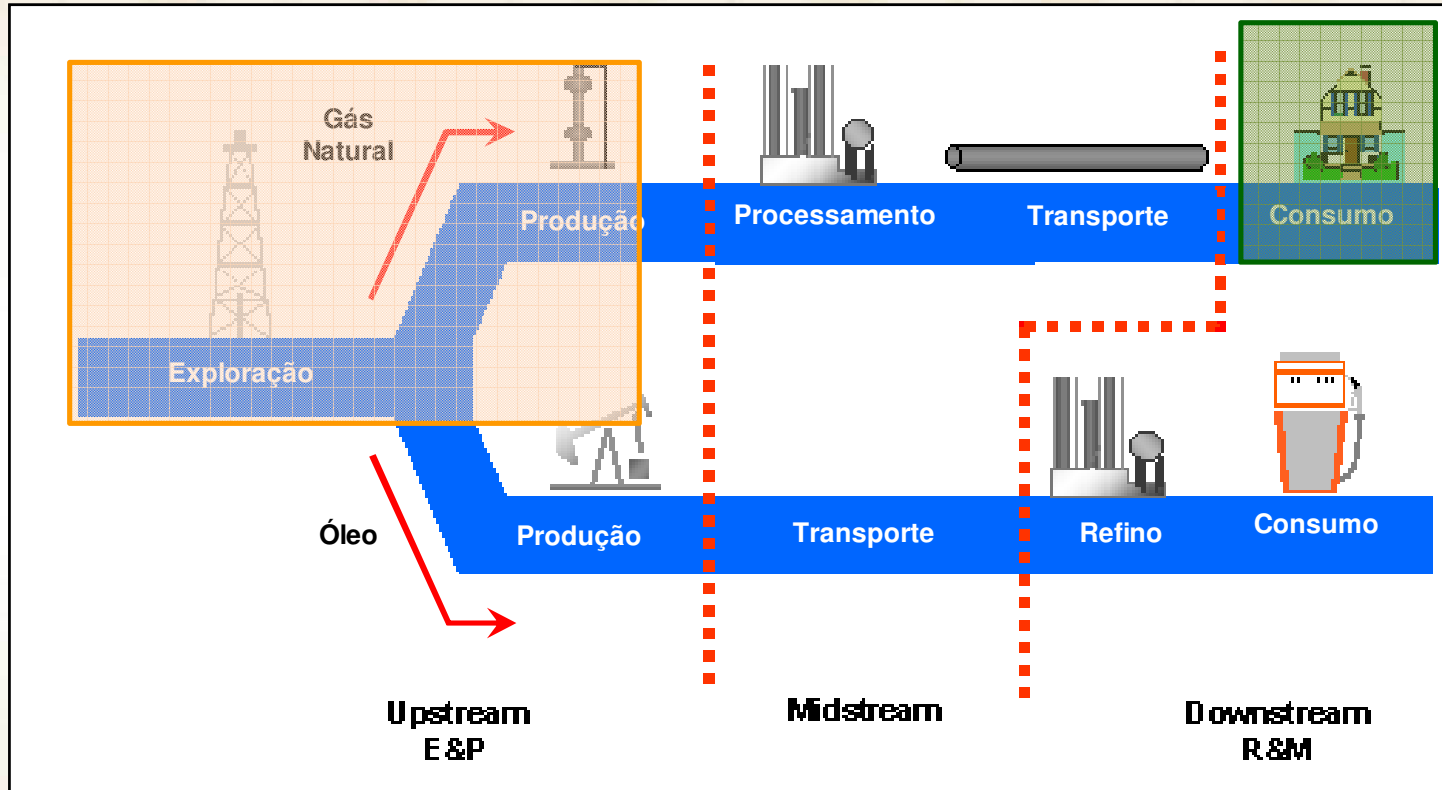 Gás
Natural
Produção
Processamento
Transporte
Consumo
Exploração
Óleo
Produção
Transporte
Refino
Consumo
Upstream
E&P
Midstream
Downstream
R&M